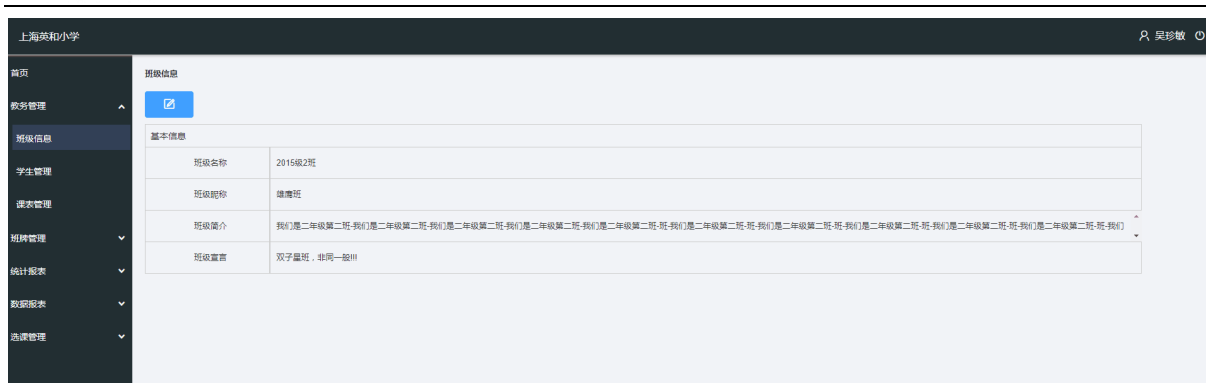 上海英和小学
吴珍敏
首页
教务管理
班级信息
学生管理
课表管理
班牌管理
统计报表
数据报表
选课管理
班级信息
基本信息
班级名称 2015级2班
班级昵称 雄鹰班
班级简介 我们是二年级第二班-我们是二年级第二班-我们是二年级第二班-我们是二年级第二班-我们是二年级第二班-班-我们是二年级第二班-班-我们是二年级第二班-班-我们是二年级第二班-班-我们是二年级第二班-班-我们是二年级第二班-班-我们
班级宣言 双子星班，非同一般!!!